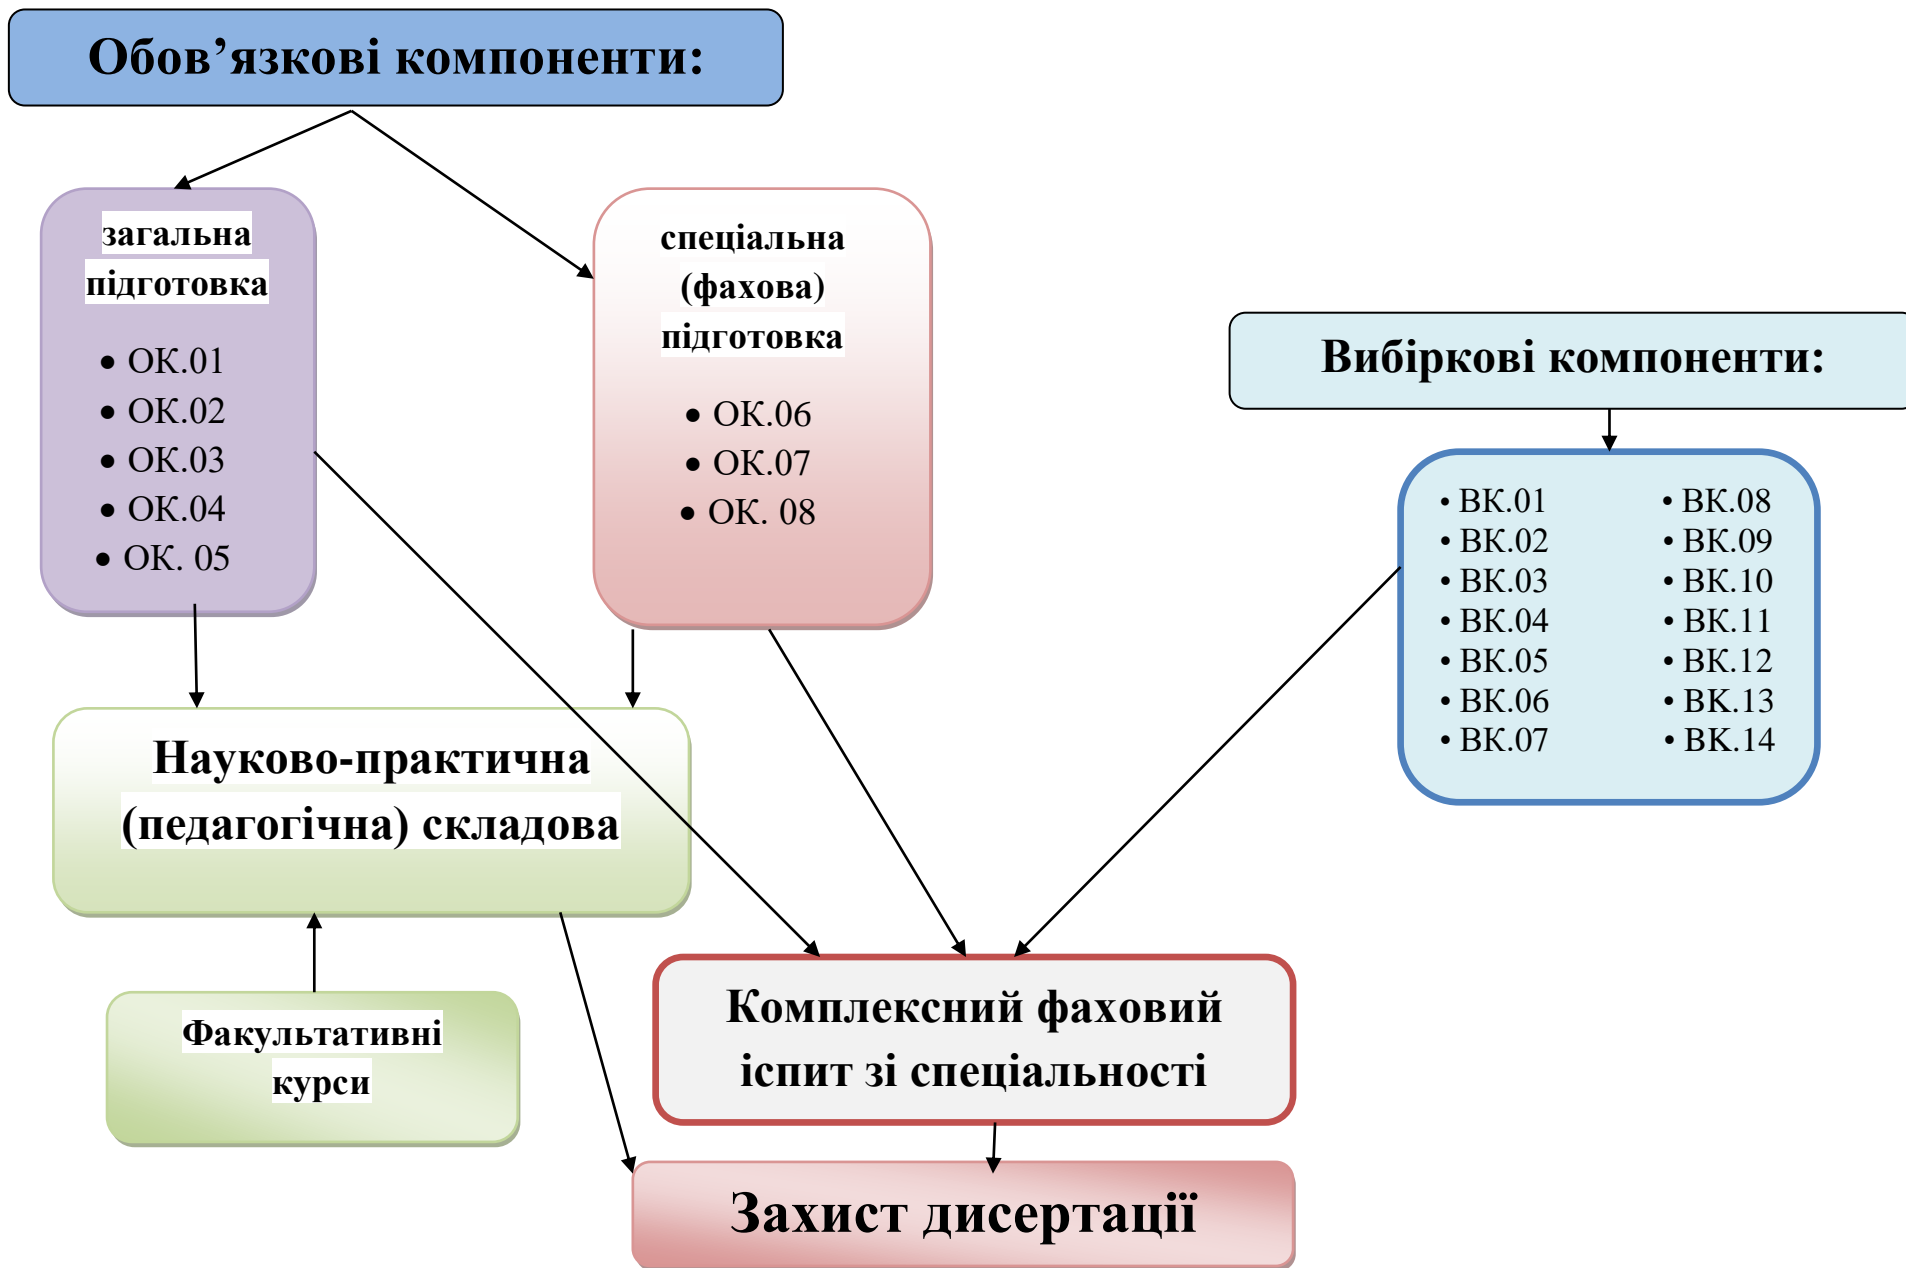 Обов’язкові компоненти:
загальна
підготовка
• ОК.01
• ОК.02
• ОК.03
• ОК.04
• ОК. 05
спеціальна
(фахова)
підготовка
• ОК.06
• ОК.07
• ОК. 08
Вибіркові компоненти:
• ВК.01
• ВК.02
• ВК.03
• ВК.04
• ВК.05
• ВК.06
• ВК.07
• ВК.08
• ВК.09
• ВК.10
• ВК.11
• ВК.12
• ВК.13
• ВК.14
Науково-практична
(педагогічна) складова
Факультативні
курси
Комплексний фаховий
іспит зі спеціальності
Захист дисертації